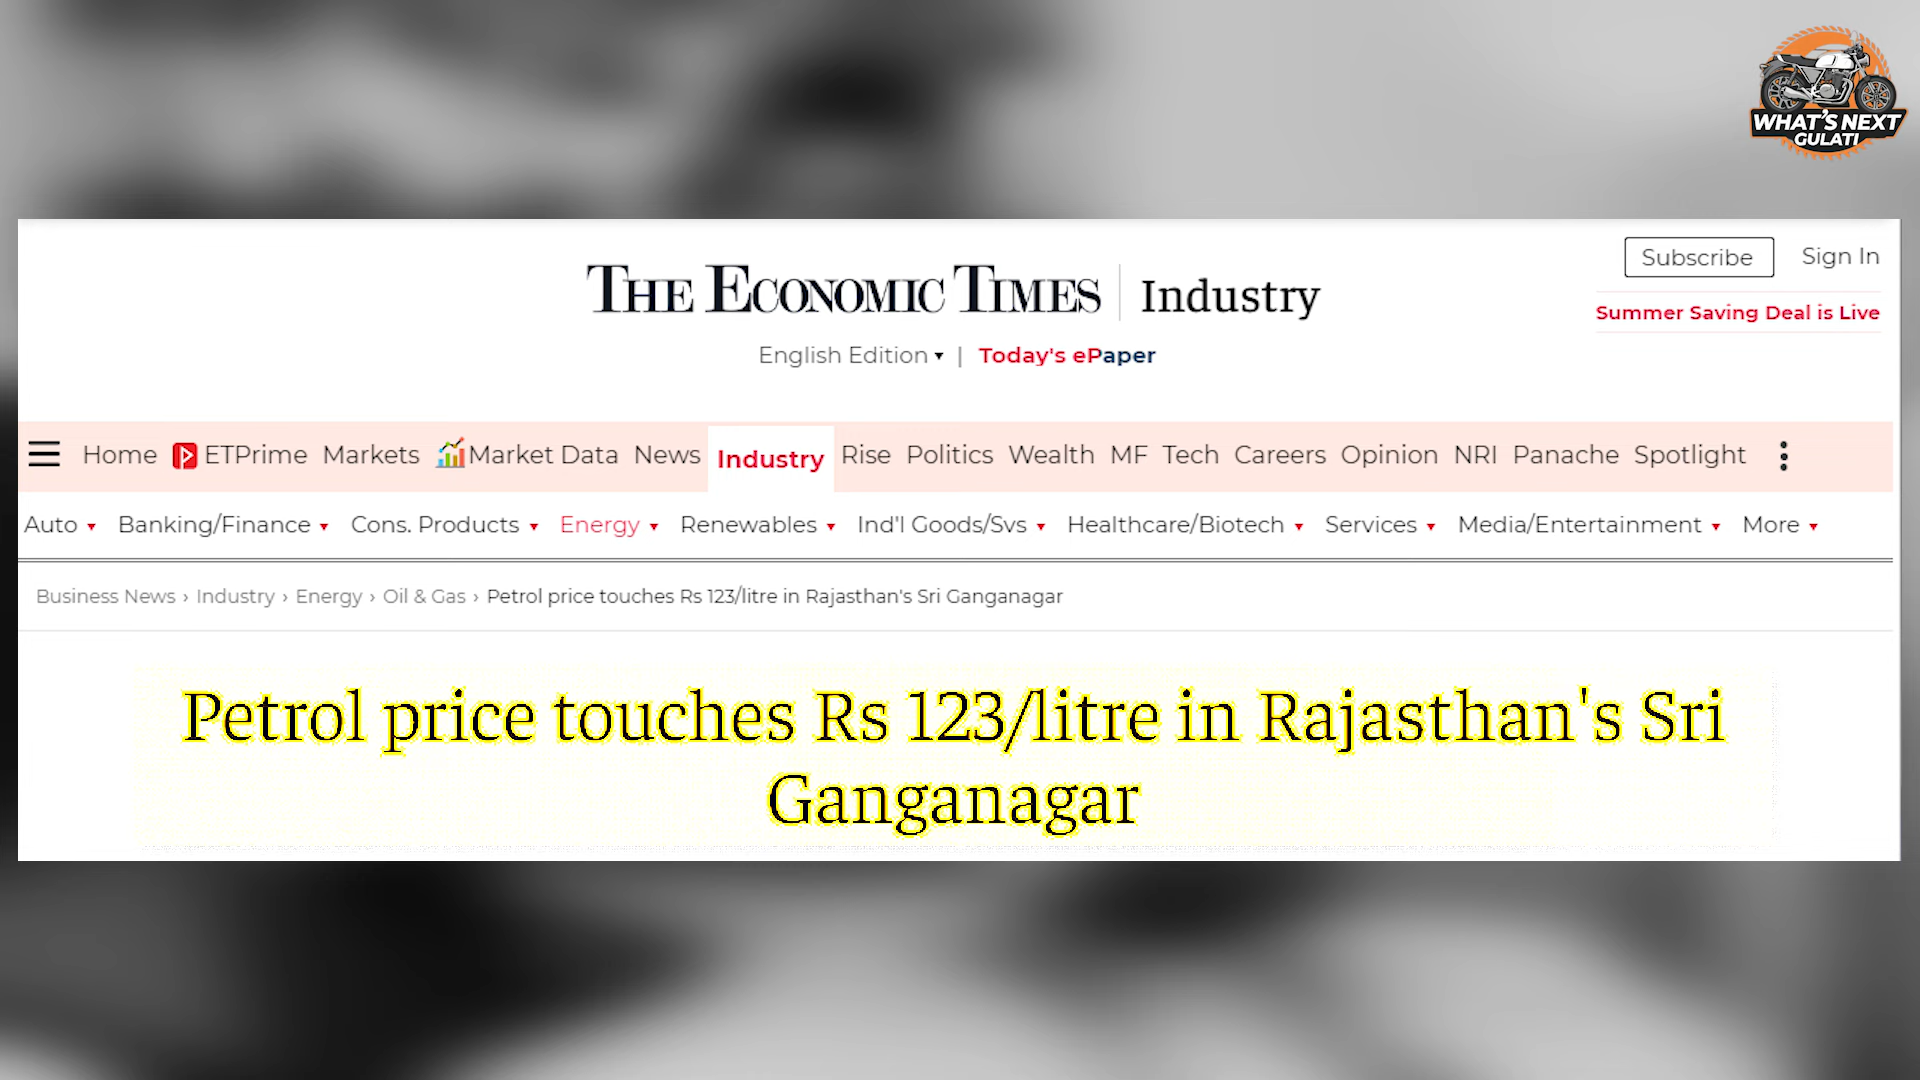 WHAT'S NEXT
GULATI
Subscribe Sign In
THE ECONOMIC TIMES | Industry
Summer Saving Deal is Live
English Edition ▾ | Today's ePaper
Home ETPrime Markets Market Data News Industry Rise Politics Wealth MF Tech Careers Opinion NRI Panache Spotlight
Auto ▾ Banking/Finance ▾ Cons. Products ▾ Energy ▾ Renewables ▾ Ind'l Goods/Svs ▾ Healthcare/Biotech ▾ Services ▾ Media/Entertainment ▾ More ▾
Business News › Industry › Energy › Oil & Gas › Petrol price touches Rs 123/litre in Rajasthan's Sri Ganganagar
Petrol price touches Rs 123/litre in Rajasthan's Sri
Ganganagar